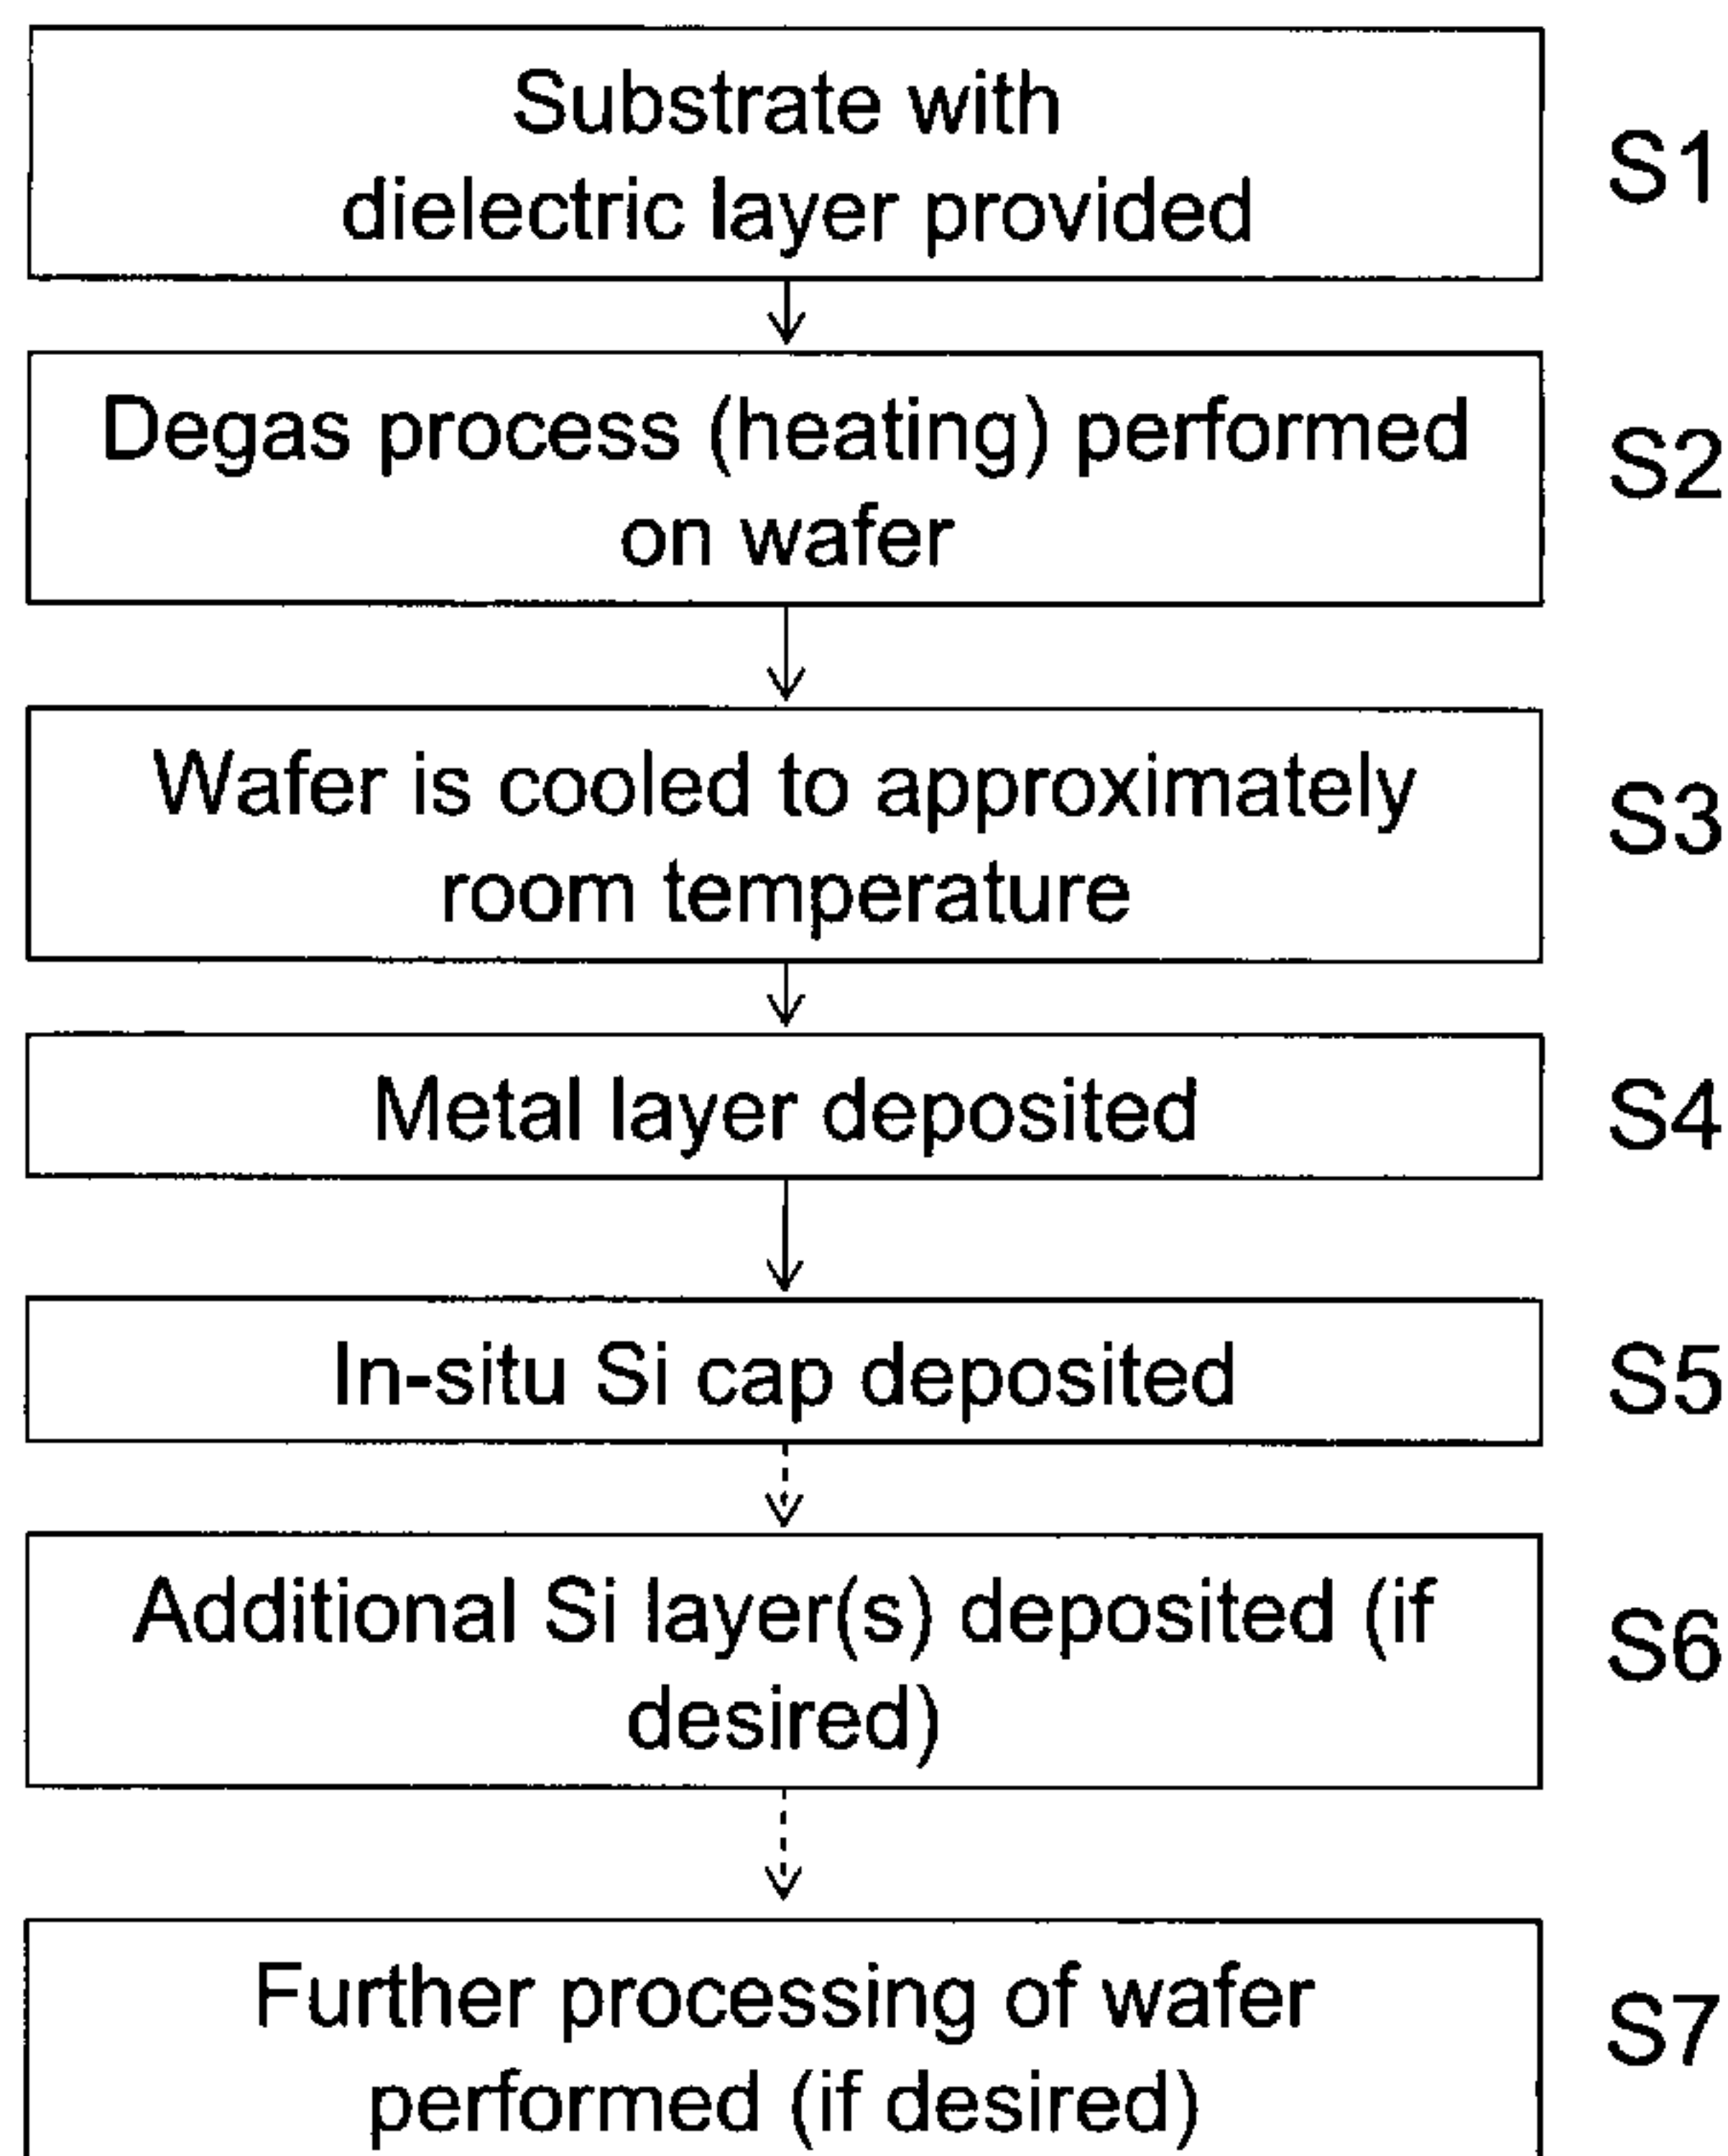 Substrate with
dielectric layer provided
S1
Degas process (heating) performed
on wafer
S2
Wafer is cooled to approximately
room temperature
S3
Metal layer deposited
S4
In-situ Si cap deposited
S5
Additional Si layer(s) deposited (if
desired)
S6
Further processing of wafer
performed (if desired)
S7